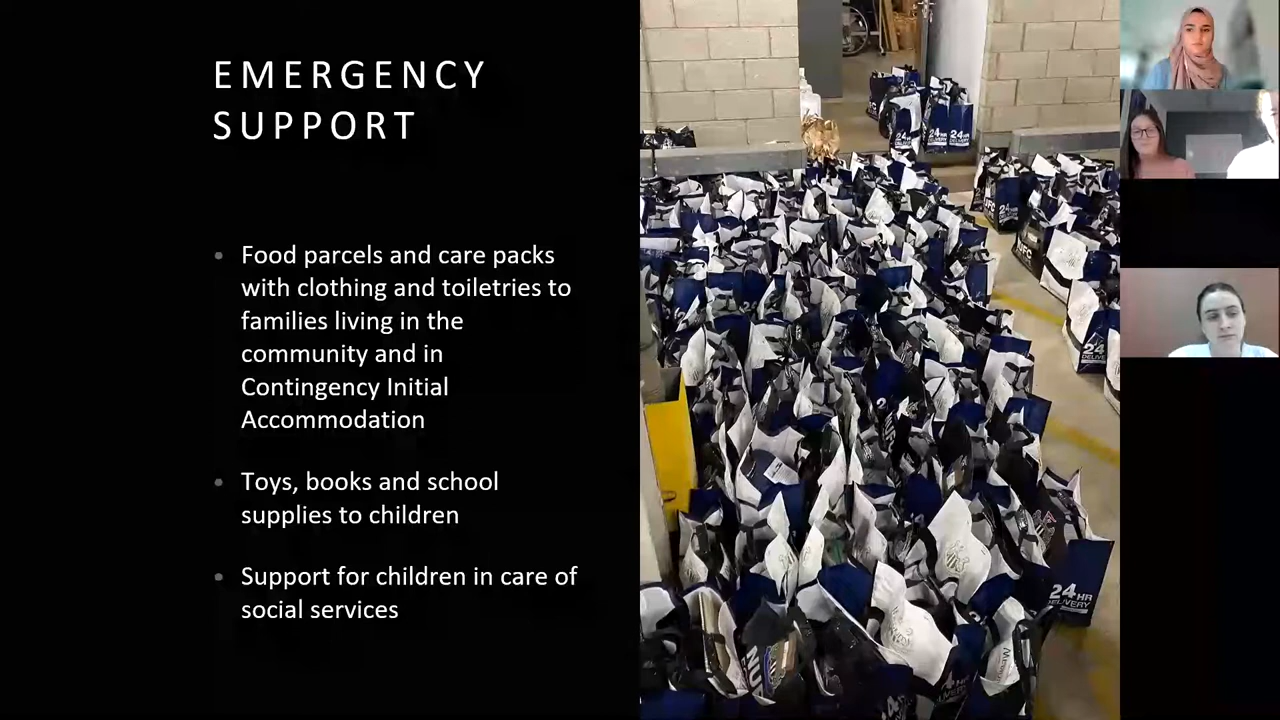 EMERGENCY
SUPPORT
Food parcels and care packs
with clothing and toiletries to
families living in the
community and in
Contingency Initial
Accommodation
Toys, books and school
supplies to children
Support for children in care of
social services
24 HR
DELIVERY